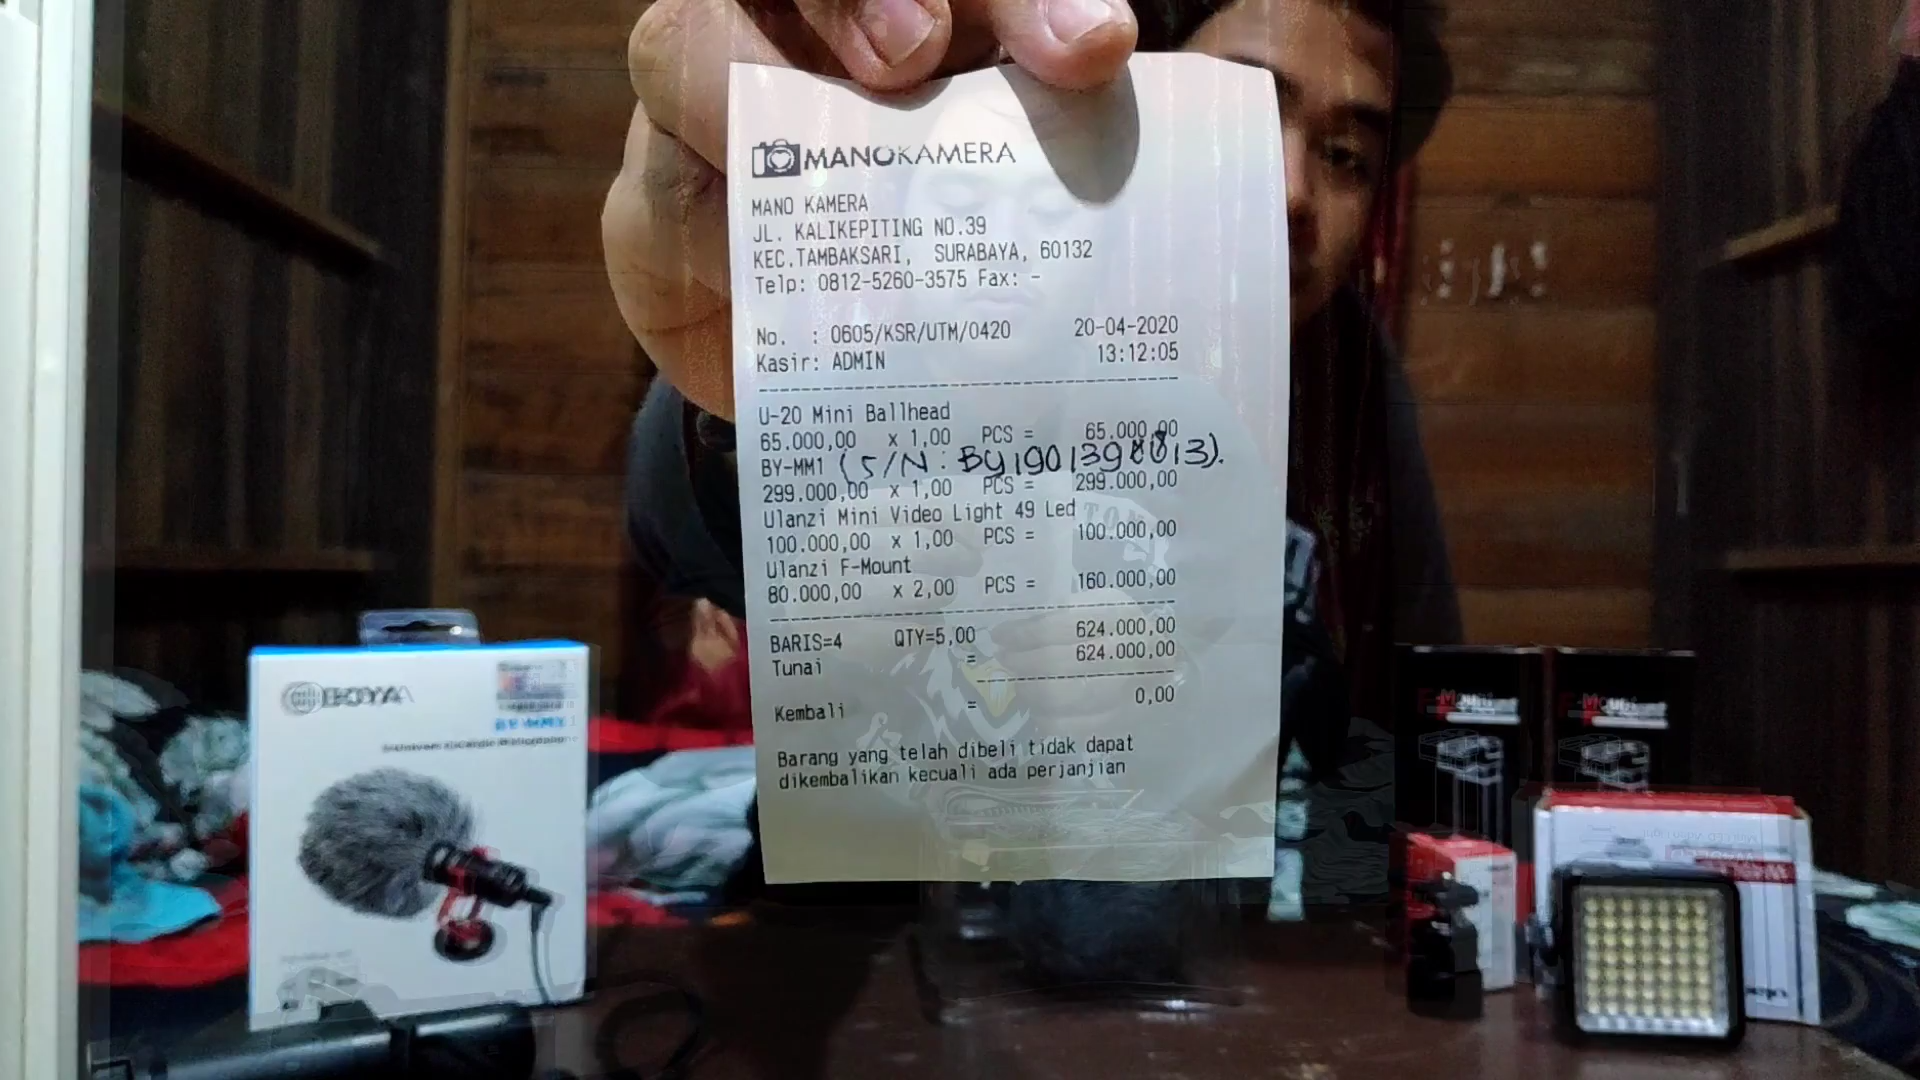 MANOKAMERA
MANO KAMERA
JL. KALIKEPITING NO.39
KEC.TAMBAKSARI, SURABAYA, 60132
Telp: 0812-5260-3575 Fax: -
No. : 0605/KSR/UTM/0420 20-04-2020
Kasir: ADMIN 13:12:05
U-20 Mini Ballhead
65.000,00 x 1,00 PCS = 65.000,00
BY-MM1 (S/N:
299.000,00 x 1,00 PCS = 299.000,00
Ulanzi Mini Video Light 49 Led
100.000,00 x 1,00 PCS = 100.000,00
Ulanzi F-Mount
80.000,00 x 2,00 PCS = 160.000,00
BARIS=4 QTY=5,00 624.000,00
Tunai = 624.000,00
Kembali = 0,00
Barang yang telah dibeli tidak dapat
dikembalikan kecuali ada perjanjian
BOYA
BY-MM1
F-Mount
F-Mount